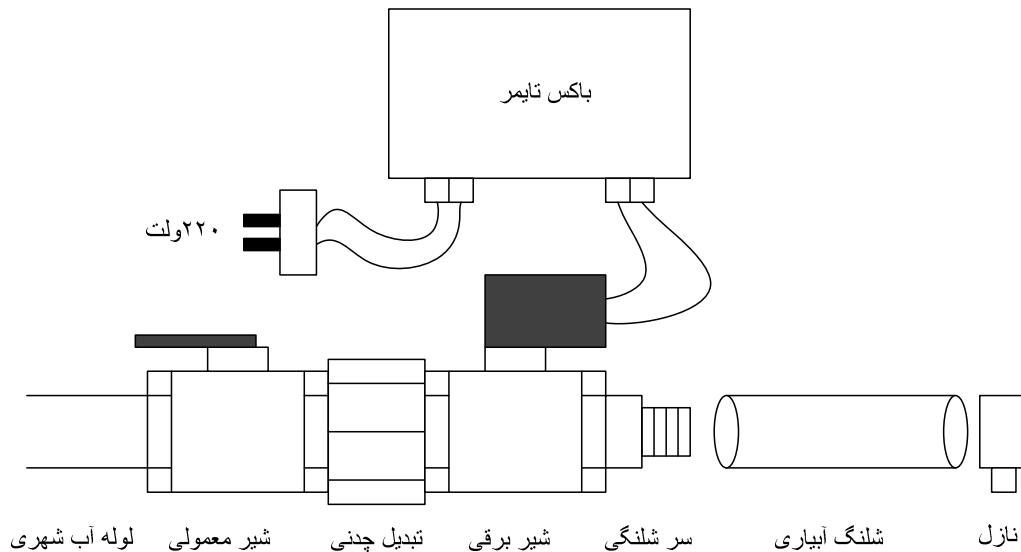 باکس تایمر
۲۲۰ولت
نازل
شلنگ آبیاری
سر شلنگی
شیر برقی
تبدیل چدنی
شیر معمولی
لوله آب شهری